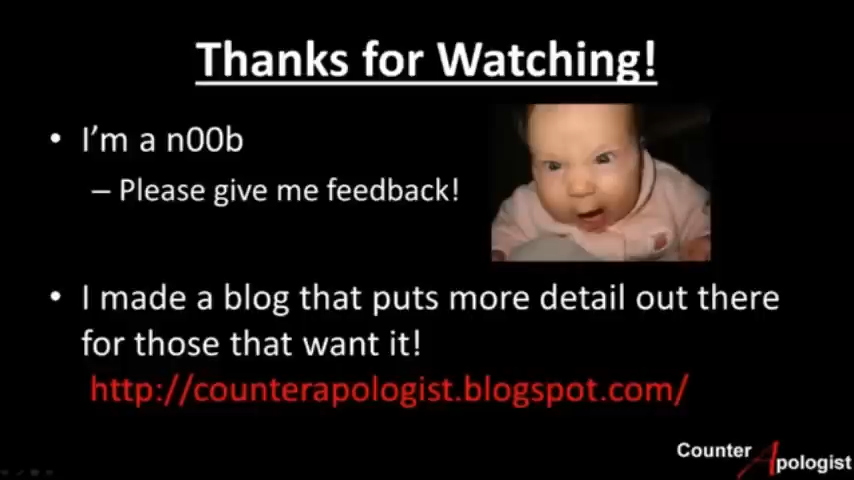 Thanks for Watching!
• I'm a n00b
– Please give me feedback!
• I made a blog that puts more detail out there
for those that want it!
http://counterapologist.blogspot.com/
Counter Apologist